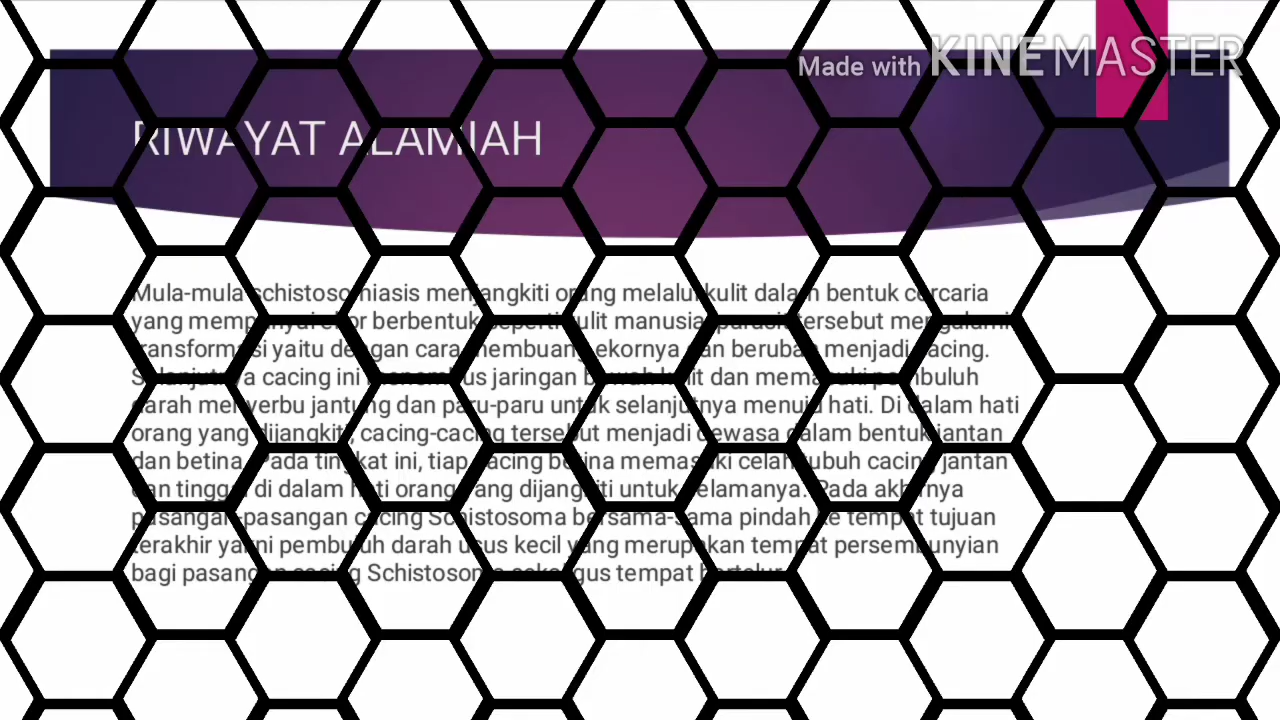 Made with KINEMASTER
RIWAYAT ALAMIAH
Mula-mula schistosomiasis menjangkiti orang melalui kulit dalam bentuk cercaria
yang mempunyai ekor berbentuk seperti kulit manusia, parasit tersebut mengalami
transformasi yaitu dengan cara membuang ekornya dan berubah menjadi cacing.
Selanjutnya cacing ini menembus jaringan bawah kulit dan memasuki pembuluh
darah menyerbu jantung dan paru-paru untuk selanjutnya menuju hati. Di dalam hati
orang yang dijangkiti, cacing-cacing tersebut menjadi dewasa dalam bentuk jantan
dan betina. Pada tingkat ini, tiap cacing betina memasuki celah tubuh cacing jantan
dan tinggal di dalam hati orang yang dijangkiti untuk selamanya. Pada akhirnya
pasangan-pasangan cacing Schistosoma bersama-sama pindah ke tempat tujuan
terakhir yakni pembuluh darah usus kecil yang merupakan tempat persembunyian
bagi pasangan cacing Schistosoma sekaligus tempat bertelur.